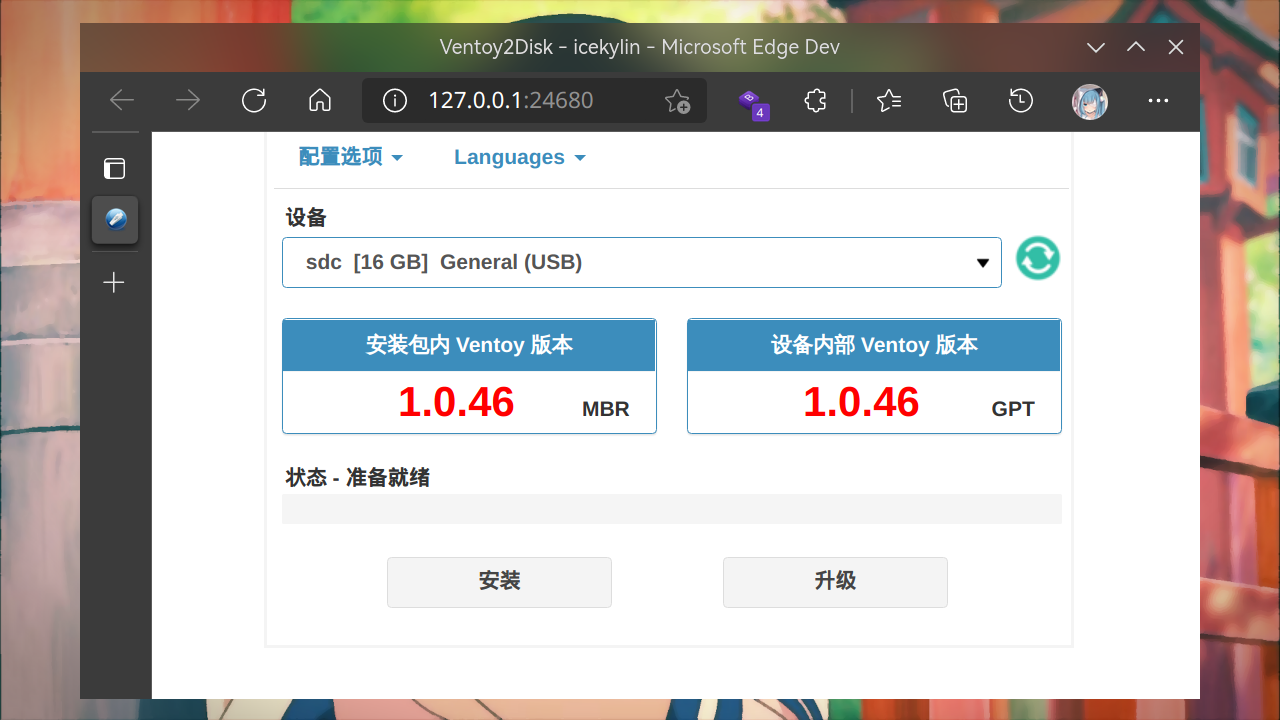 Ventoy2Disk - icekylin - Microsoft Edge Dev
127.0.0.1:24680
4
配置选项 Languages
设备
sdc [16 GB] General (USB)
安装包内 Ventoy 版本
1.0.46 MBR
设备内部 Ventoy 版本
1.0.46 GPT
状态 - 准备就绪
安装 升级